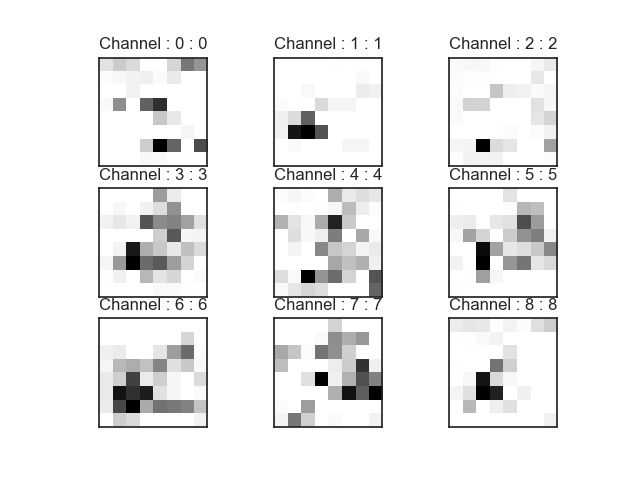 Channel : 0 : 0
Channel : 1 : 1
Channel : 2 : 2
Channel : 3 : 3
Channel : 4 : 4
Channel : 5 : 5
Channel : 6 : 6
Channel : 7 : 7
Channel : 8 : 8